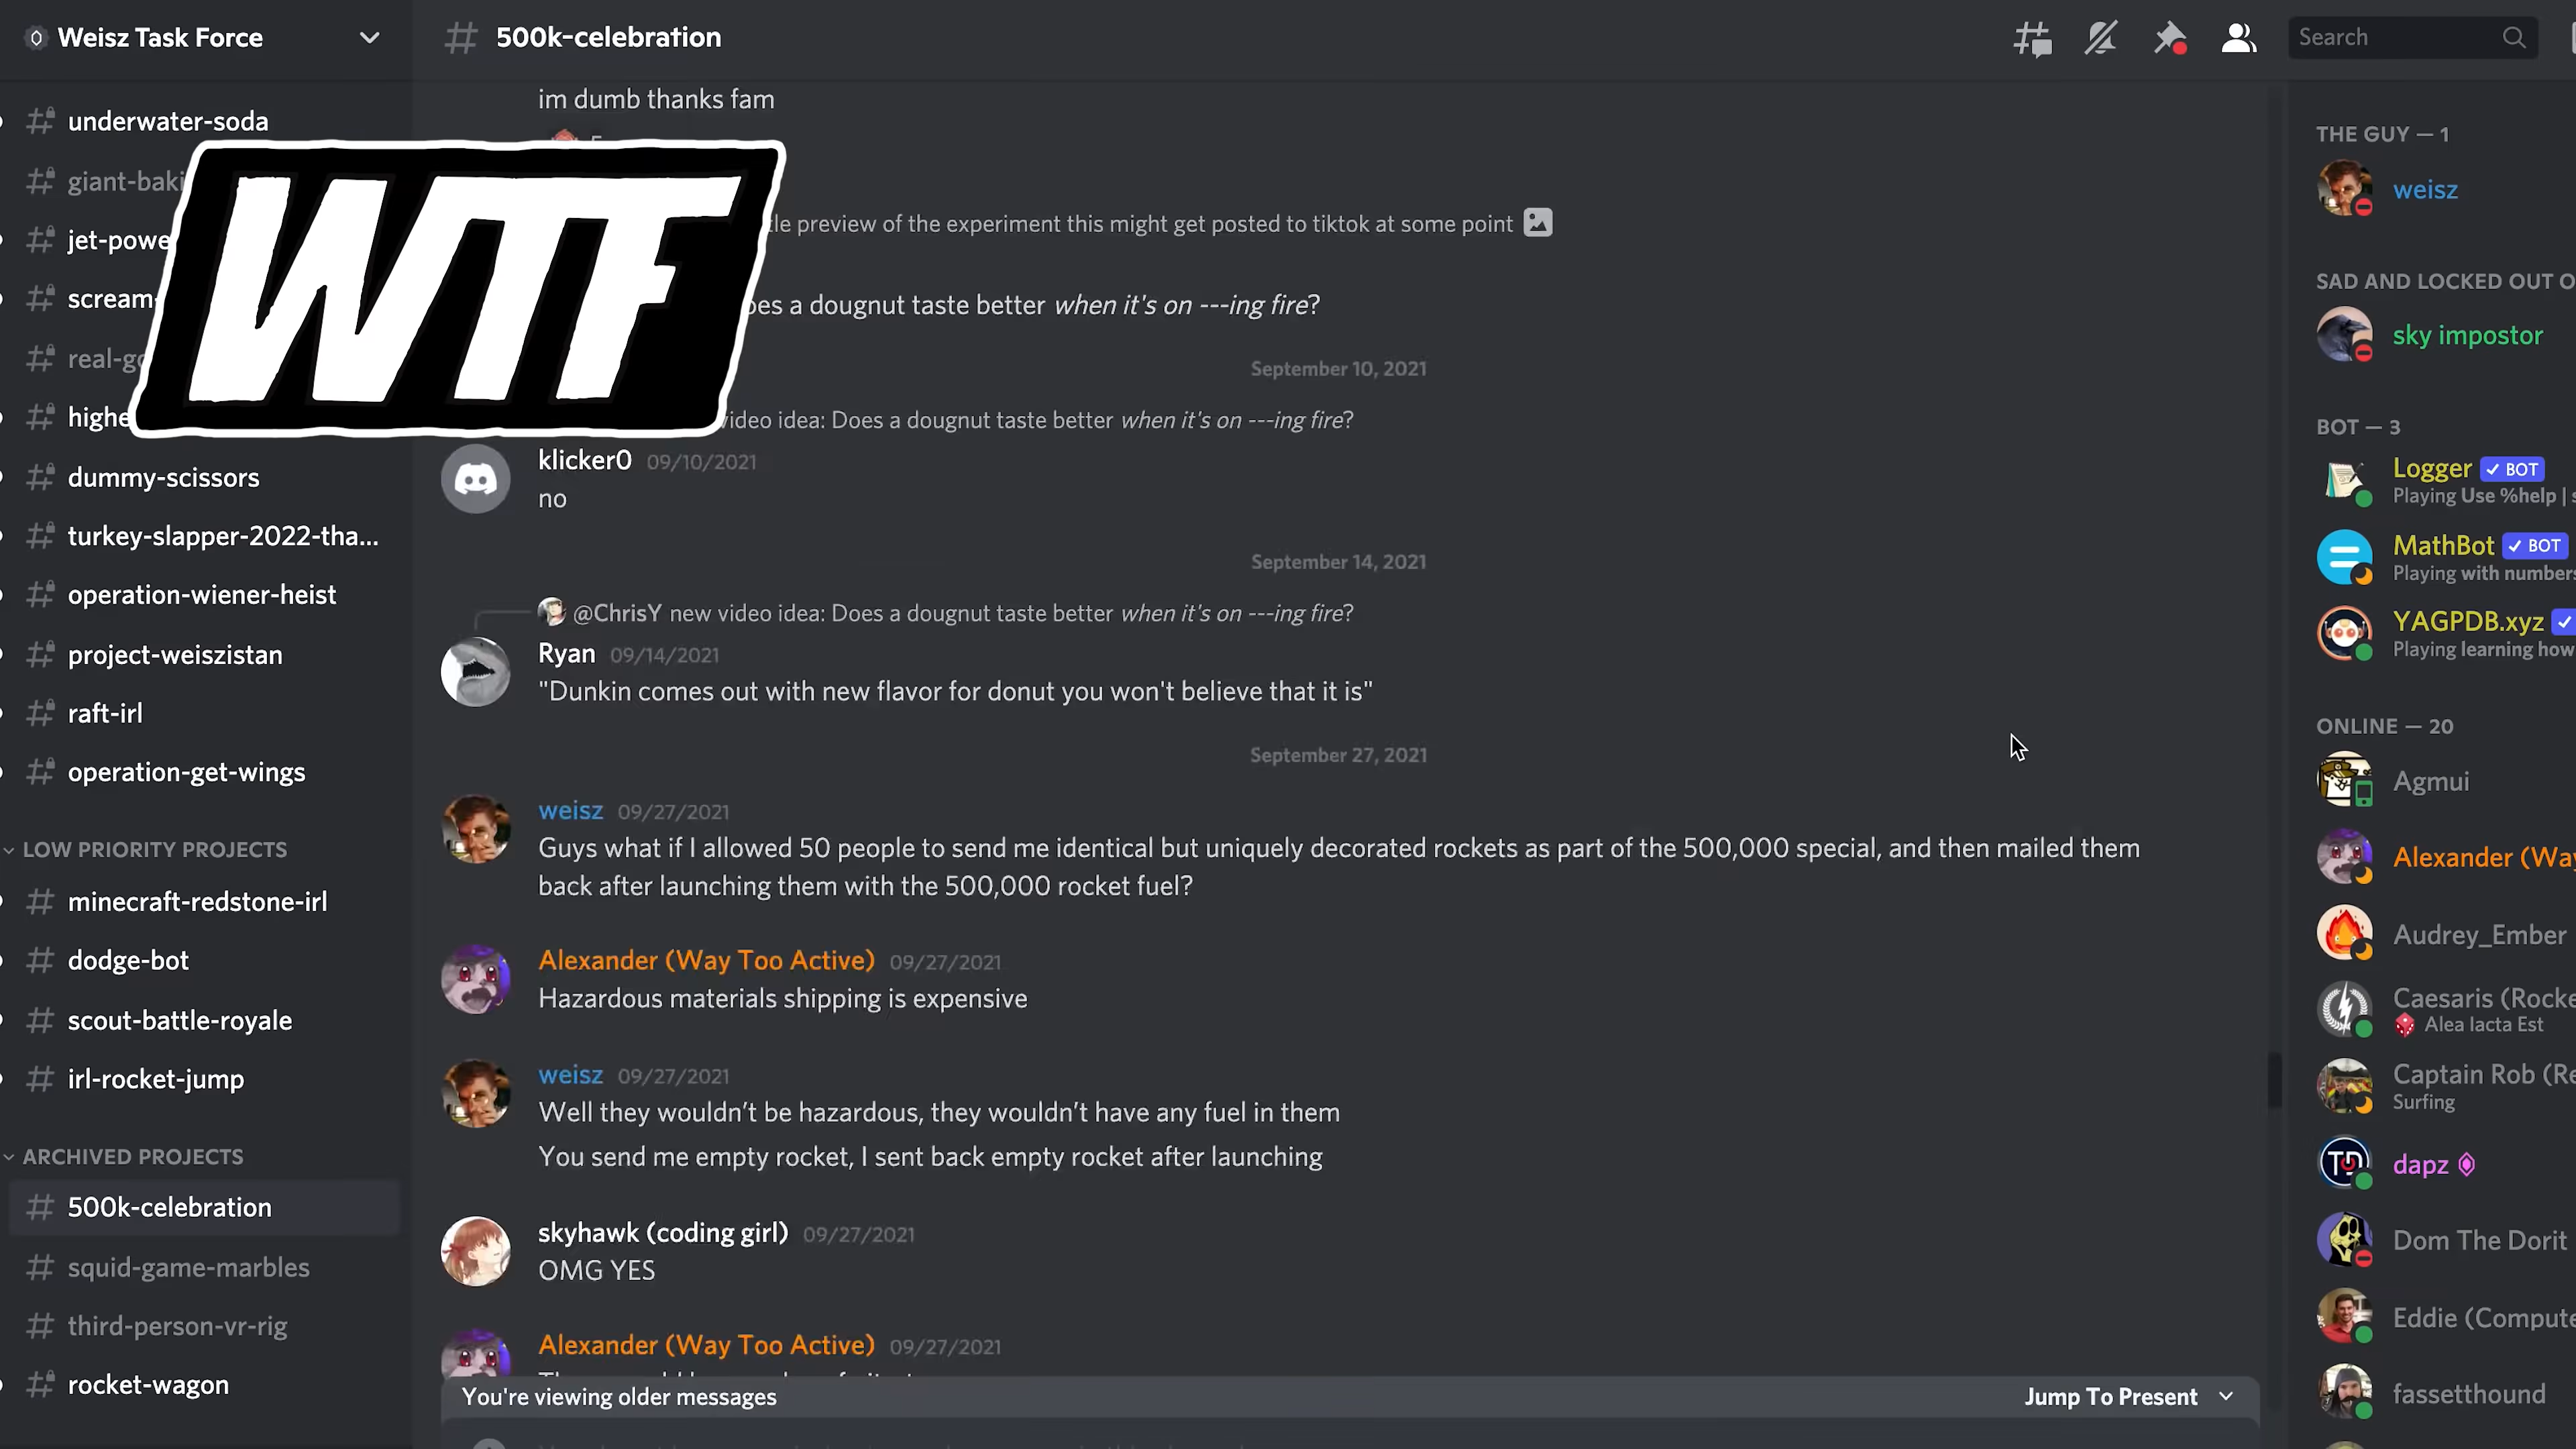 Weisz Task Force
underwater-soda
giant-baki
jet-powe
scream-
real-go
highe
dummy-scissors
turkey-slapper-2022-tha...
operation-wiener-heist
project-weiszistan
raft-irl
operation-get-wings
LOW PRIORITY PROJECTS
minecraft-redstone-irl
dodge-bot
scout-battle-royale
irl-rocket-jump
ARCHIVED PROJECTS
500k-celebration
squid-game-marbles
third-person-vr-rig
rocket-wagon
WTF
500k-celebration
im dumb thanks fam
tle preview of the experiment this might get posted to tiktok at some point
oes a dougnut taste better when it's on ---ing fire?
September 10, 2021
video idea: Does a dougnut taste better when it's on ---ing fire?
klicker0 09/10/2021
no
September 14, 2021
@ChrisY new video idea: Does a dougnut taste better when it's on ---ing fire?
Ryan 09/14/2021
"Dunkin comes out with new flavor for donut you won't believe that it is"
September 27, 2021
weisz 09/27/2021
Guys what if I allowed 50 people to send me identical but uniquely decorated rockets as part of the 500,000 special, and then mailed them
back after launching them with the 500,000 rocket fuel?
Alexander (Way Too Active) 09/27/2021
Hazardous materials shipping is expensive
weisz 09/27/2021
Well they wouldn't be hazardous, they wouldn't have any fuel in them
You send me empty rocket, I sent back empty rocket after launching
skyhawk (coding girl) 09/27/2021
OMG YES
Alexander (Way Too Active) 09/27/2021
You're viewing older messages
Jump To Present
Search
THE GUY — 1
weisz
SAD AND LOCKED OUT O
sky impostor
BOT — 3
Logger BOT
Playing Use %help | s
MathBot BOT
Playing with numbers
YAGPDB.xyz
Playing learning how
ONLINE — 20
Agmui
Alexander (Way
Audrey_Ember
Caesaris (Rocke
Alea Iacta Est
Captain Rob (Re
Surfing
TD
dapz
Dom The Dorit
Eddie (Compute
fassetthound